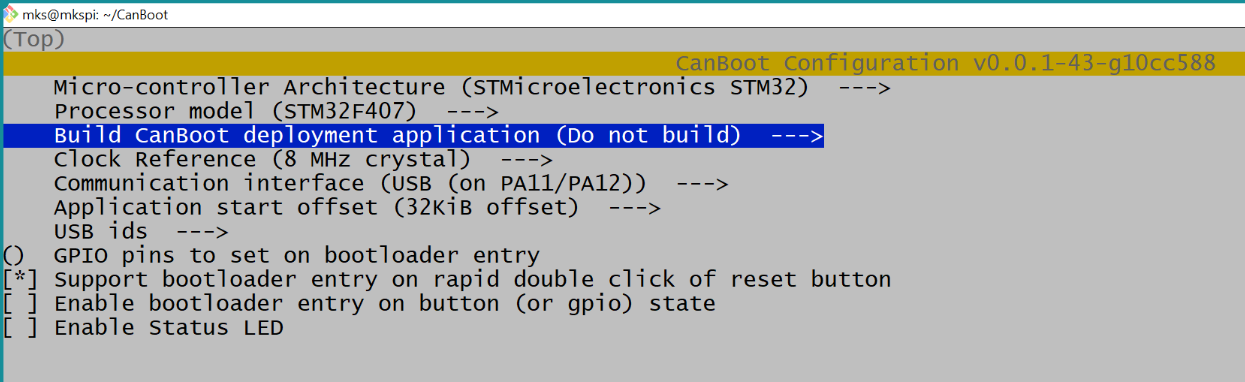 mks@mkspi: ~/CanBoot
(Top)
CanBoot Configuration v0.0.1-43-g10cc588
Micro-controller Architecture (STMicroelectronics STM32)  --->
Processor model (STM32F407)  --->
Build CanBoot deployment application (Do not build)  --->
Clock Reference (8 MHz crystal)  --->
Communication interface (USB (on PA11/PA12))  --->
Application start offset (32KiB offset)  --->
USB ids  --->
()  GPIO pins to set on bootloader entry
[*] Support bootloader entry on rapid double click of reset button
[ ] Enable bootloader entry on button (or gpio) state
[ ] Enable Status LED